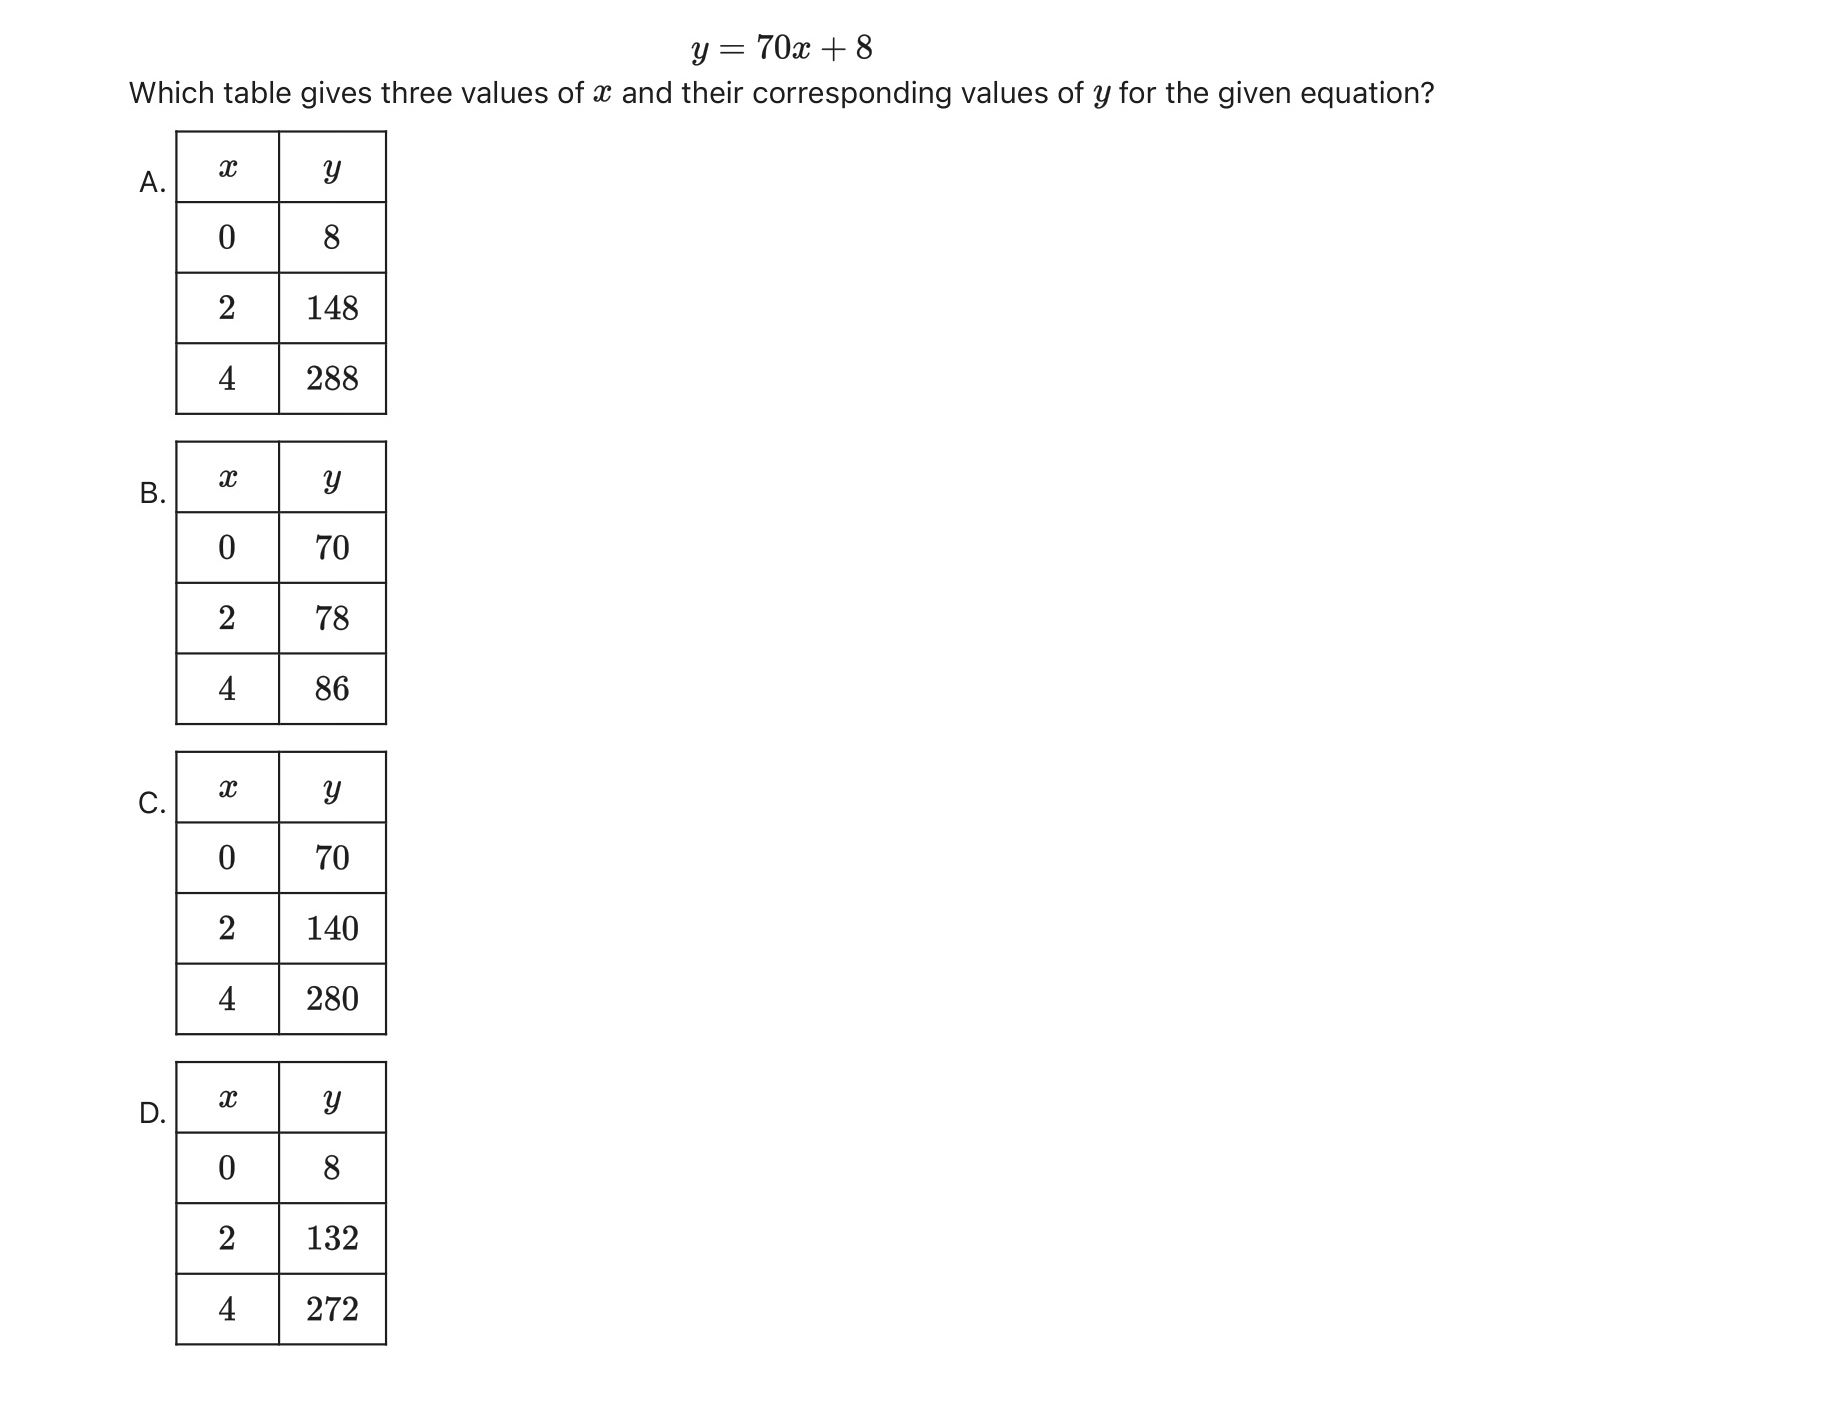 y = 70x + 8
Which table gives three values of x and their corresponding values of y for the given equation?
A.
x y
0 8
2 148
4 288
B.
x y
0 70
2 78
4 86
C.
x y
0 70
2 140
4 280
D.
x y
0 8
2 132
4 272